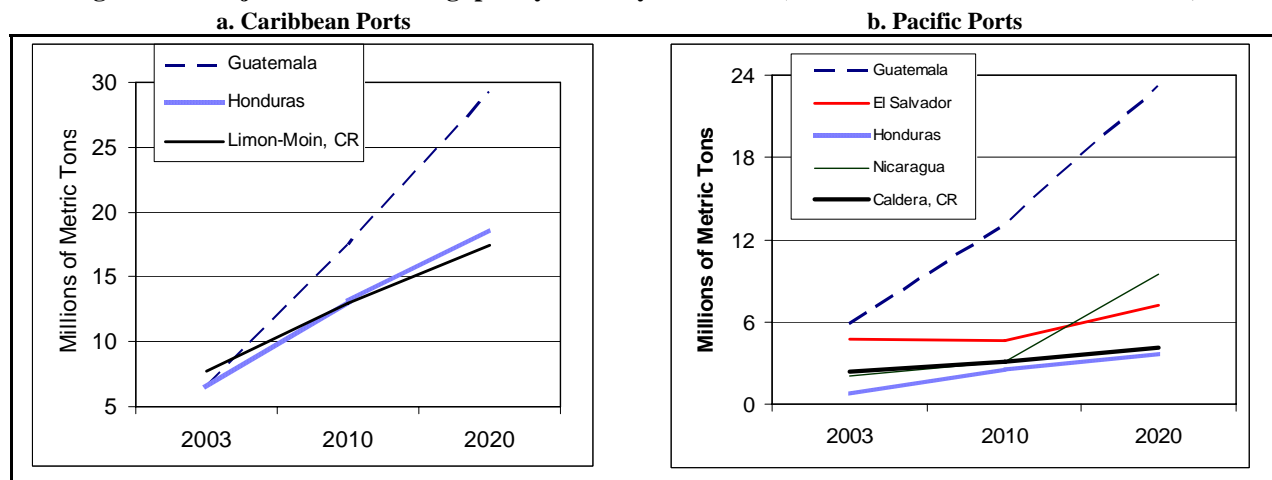 a. Caribbean Ports
b. Pacific Ports
Guatemala
Honduras
Limon-Moin, CR
Millions of Metric Tons
30
25
20
15
10
5
2003 2010 2020
Guatemala
El Salvador
Honduras
Nicaragua
Caldera, CR
Millions of Metric Tons
24
18
12
6
0
2003 2010 2020